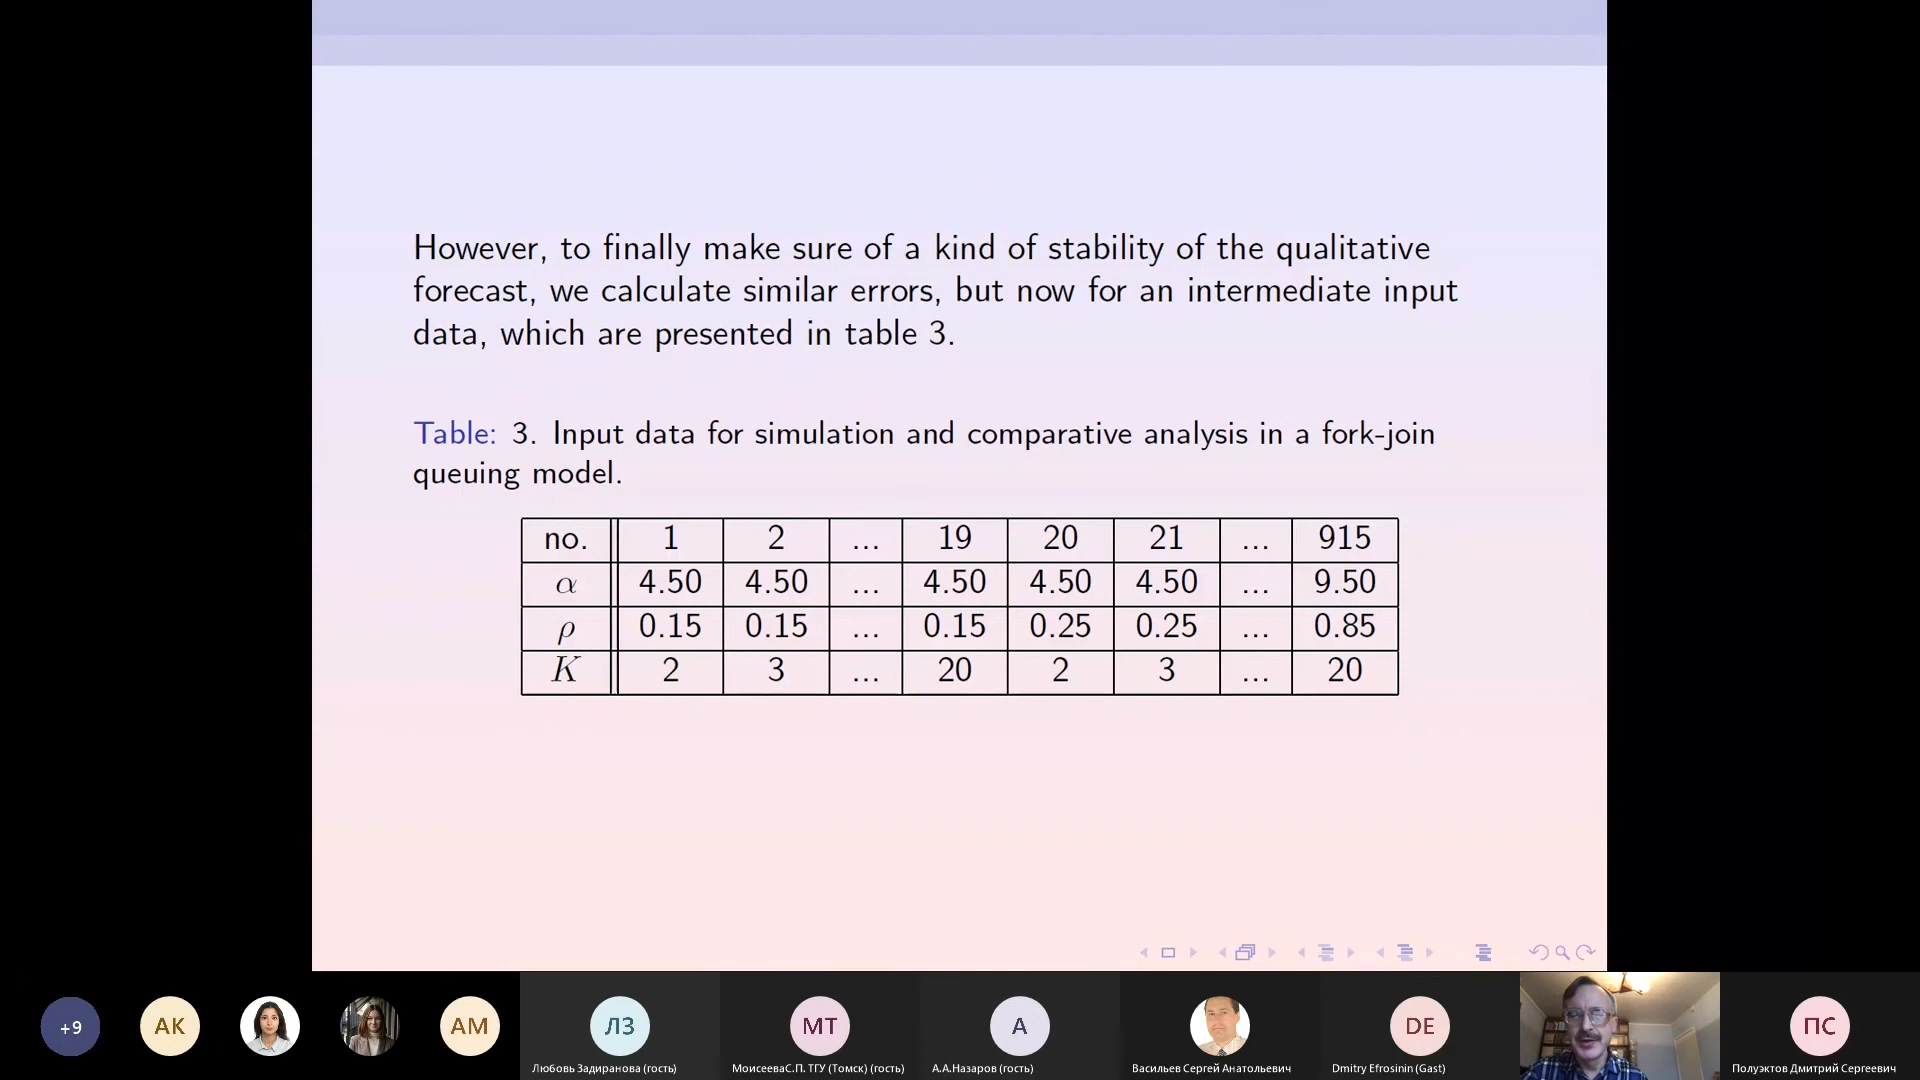 However, to finally make sure of a kind of stability of the qualitative
forecast, we calculate similar errors, but now for an intermediate input
data, which are presented in table 3.
Table: 3. Input data for simulation and comparative analysis in a fork-join
queuing model.
no. 1 2 ... 19 20 21 ... 915
α 4.50 4.50 ... 4.50 4.50 4.50 ... 9.50
ρ 0.15 0.15 ... 0.15 0.25 0.25 ... 0.85
K 2 3 ... 20 2 3 ... 20
+9 АК АМ ЛЗ МТ А DE ПС
Любовь Задиранова (гость) МоисееваС.П. ТГУ (Томск) (гость) А.А.Назаров (гость) Васильев Сергей Анатольевич Dmitry Efrosinin (Gast) Полуэктов Дмитрий Сергеевич